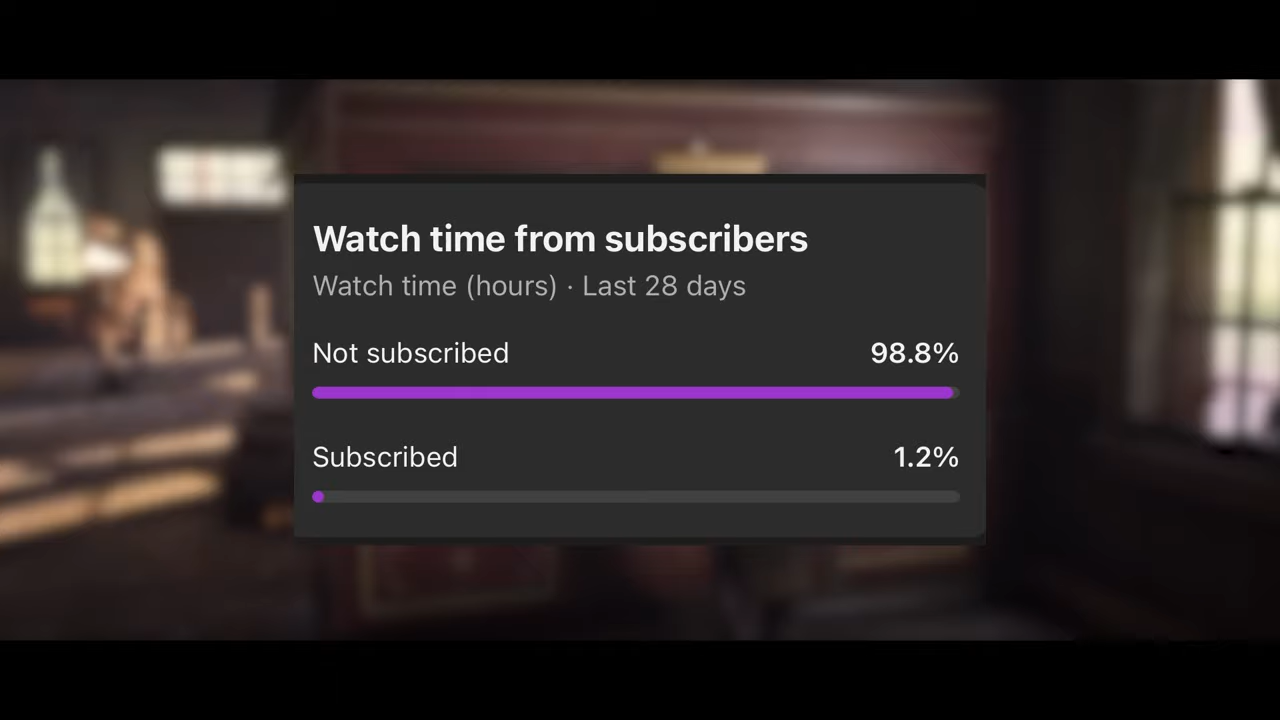 Watch time from subscribers
Watch time (hours) · Last 28 days
Not subscribed 98.8%
Subscribed 1.2%